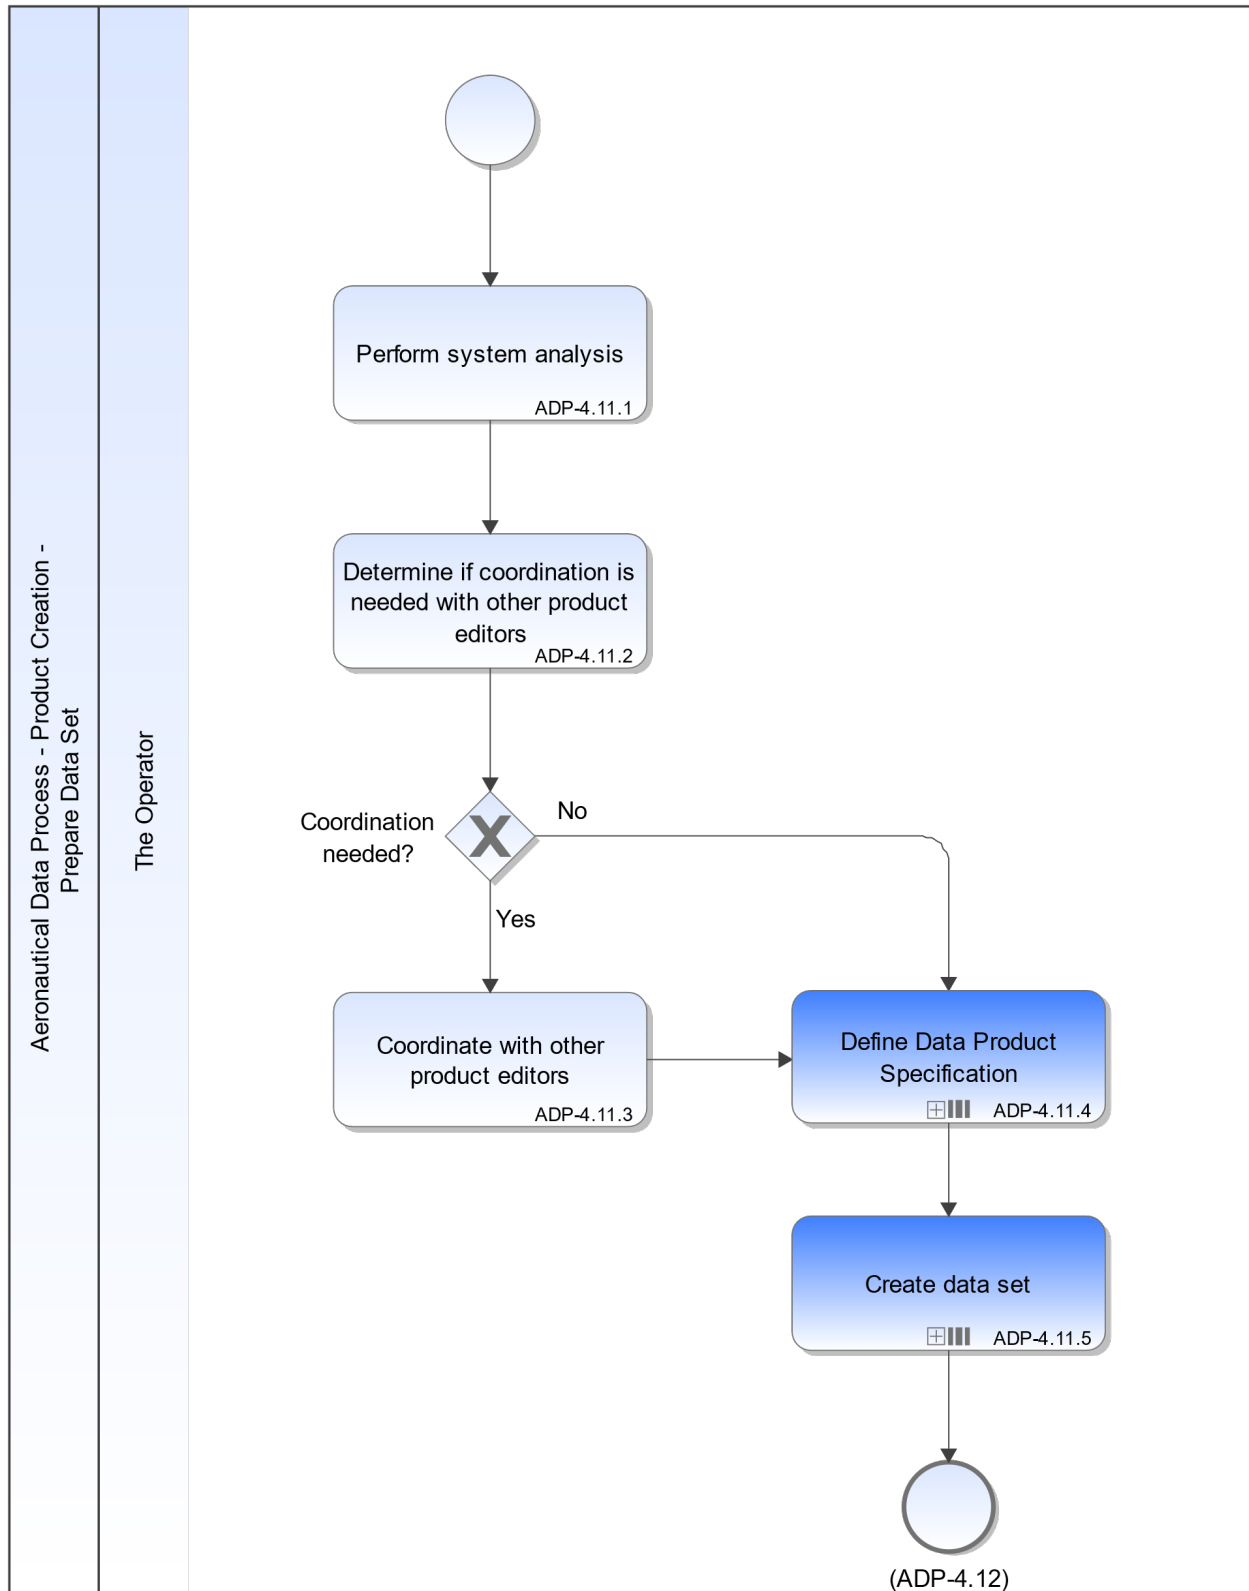 Aeronautical Data Process - Product Creation -
Prepare Data Set
The Operator
Perform system analysis
ADP-4.11.1
Determine if coordination is
needed with other product
editors
ADP-4.11.2
Coordination
needed?
No
Yes
Coordinate with other
product editors
ADP-4.11.3
Define Data Product
Specification
ADP-4.11.4
Create data set
ADP-4.11.5
(ADP-4.12)